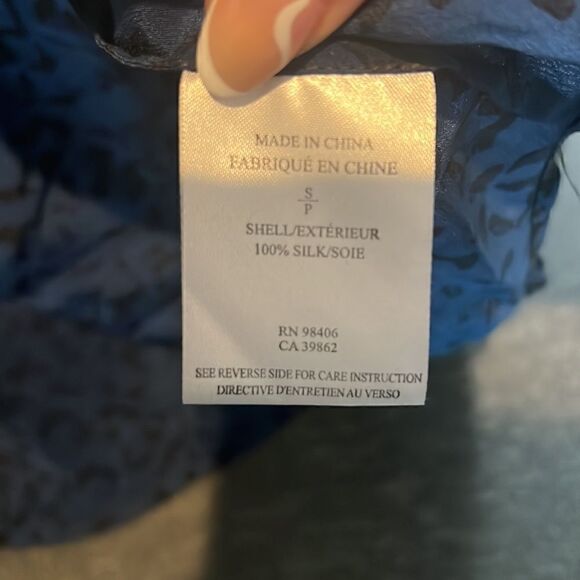 MADE IN CHINA
FABRIQUÉ EN CHINE
S
P
SHELL/EXTÉRIEUR
100% SILK/SOIE
RN 98406
CA 39862
SEE REVERSE SIDE FOR CARE INSTRUCTION
DIRECTIVE D'ENTRETIEN AU VERSO